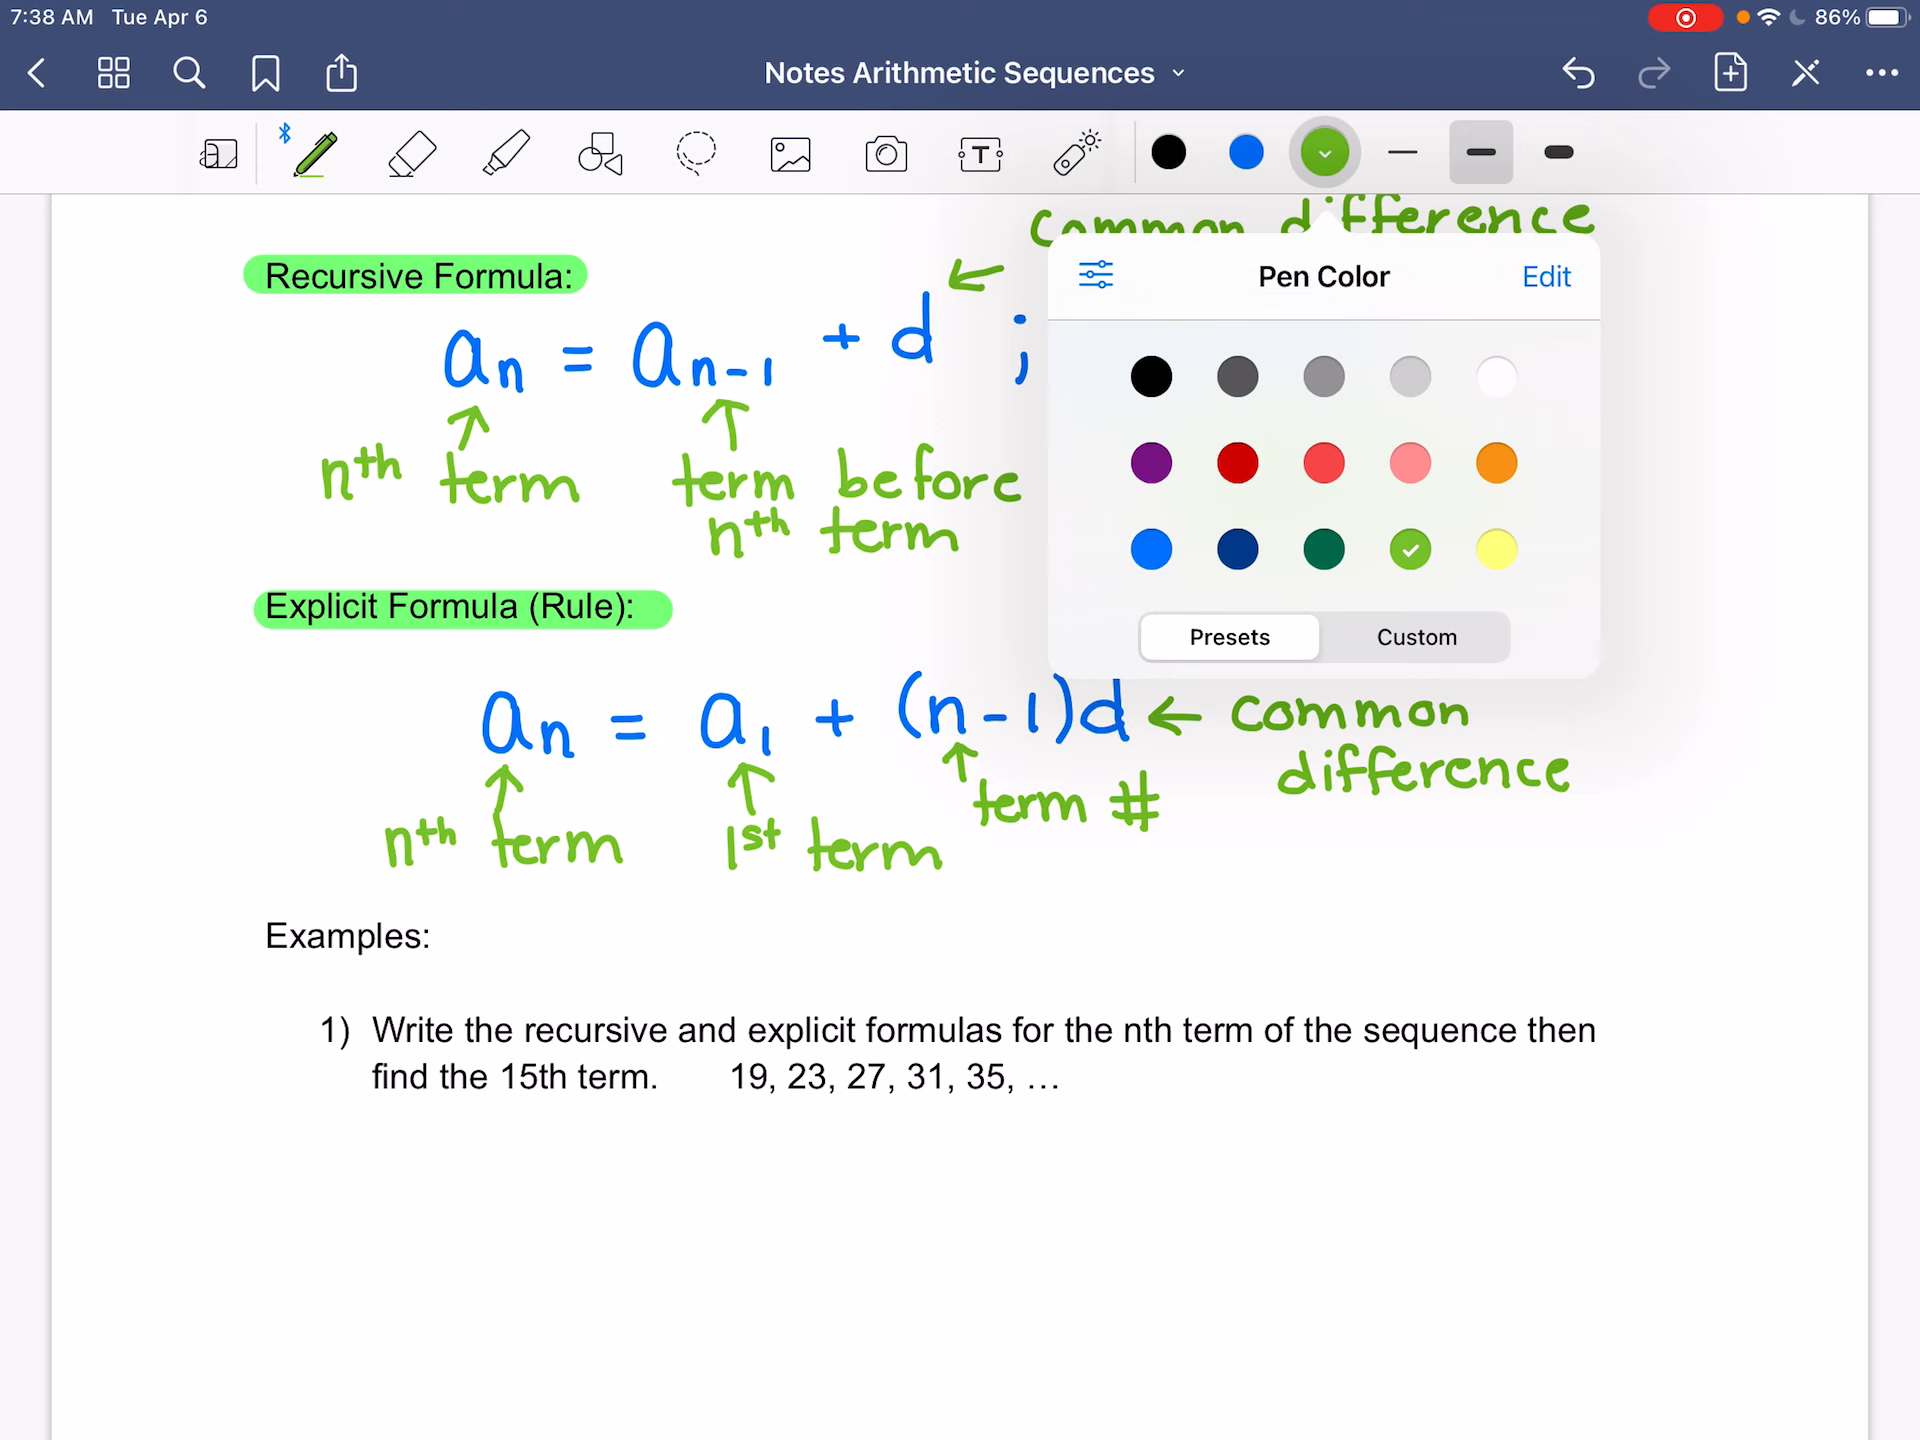 7:38 AM Tue Apr 6 86%
Notes Arithmetic Sequences
common difference
Recursive Formula:
Pen Color Edit
aₙ = aₙ₋₁ + d ;
nᵗʰ term term before
nᵗʰ term
Explicit Formula (Rule):
Presets Custom
aₙ = a₁ + (n-1)d ← common
difference
term #
nᵗʰ term 1ˢᵗ term
Examples:
1) Write the recursive and explicit formulas for the nth term of the sequence then
find the 15th term. 19, 23, 27, 31, 35, ...